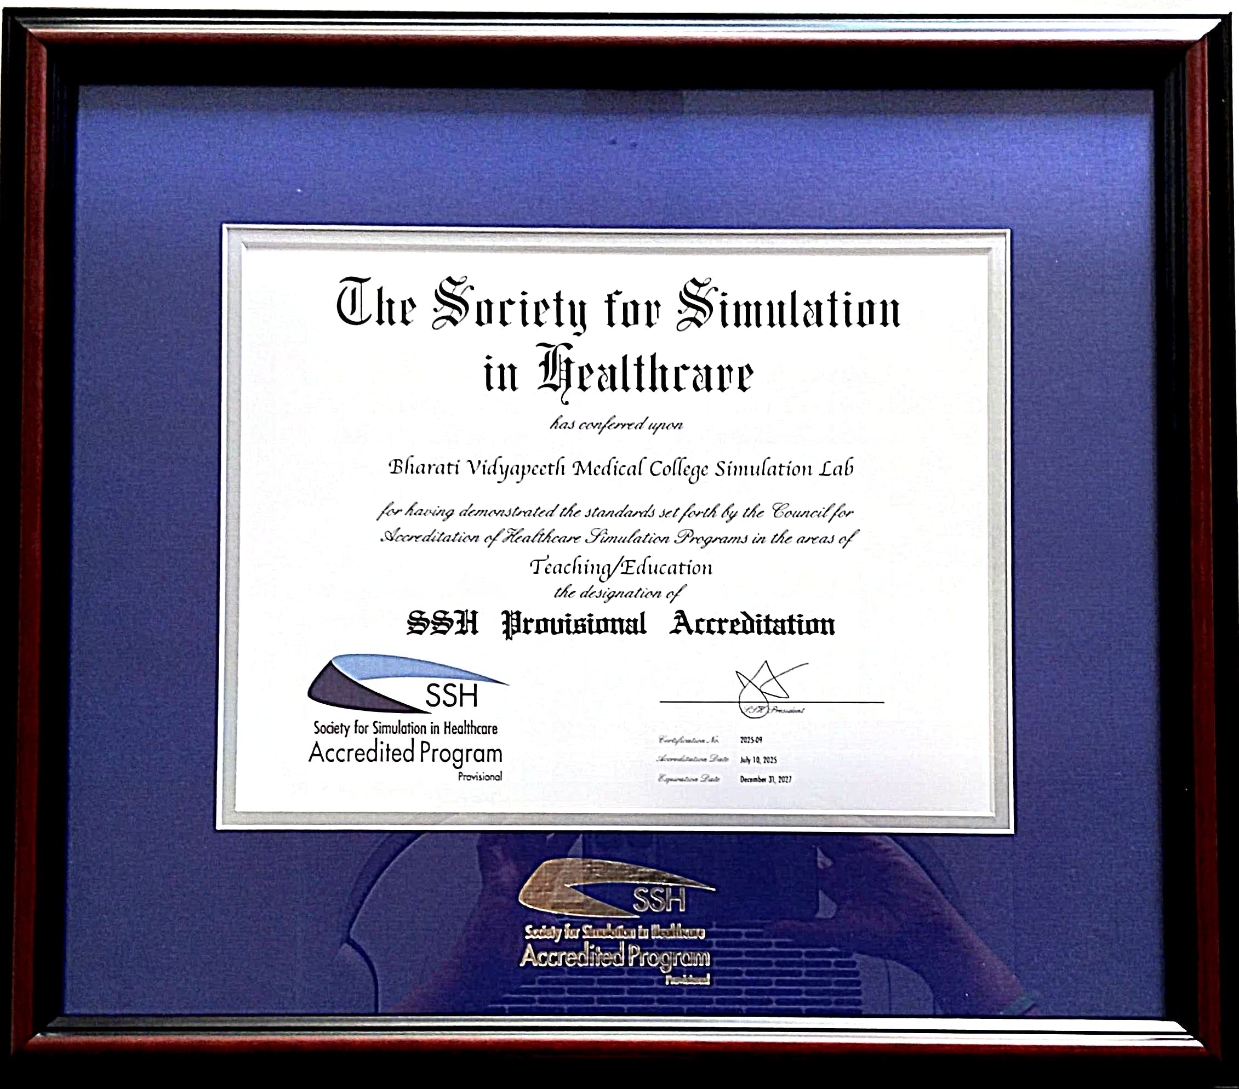 The Society for Simulation
in Healthcare
has conferred upon
Bharati Vidyapeeth Medical College Simulation Lab
for having demonstrated the standards set forth by the Council for
Accreditation of Healthcare Simulation Programs in the areas of
Teaching/Education
the designation of
SSH Provisional Accreditation
SSH
Society for Simulation in Healthcare
Accredited Program
Provisional
SSH President
Certification No. 2025-09
Accreditation Date July 10, 2025
Expiration Date December 31, 2027
SSH
Society for Simulation in Healthcare
Accredited Program
Provisional